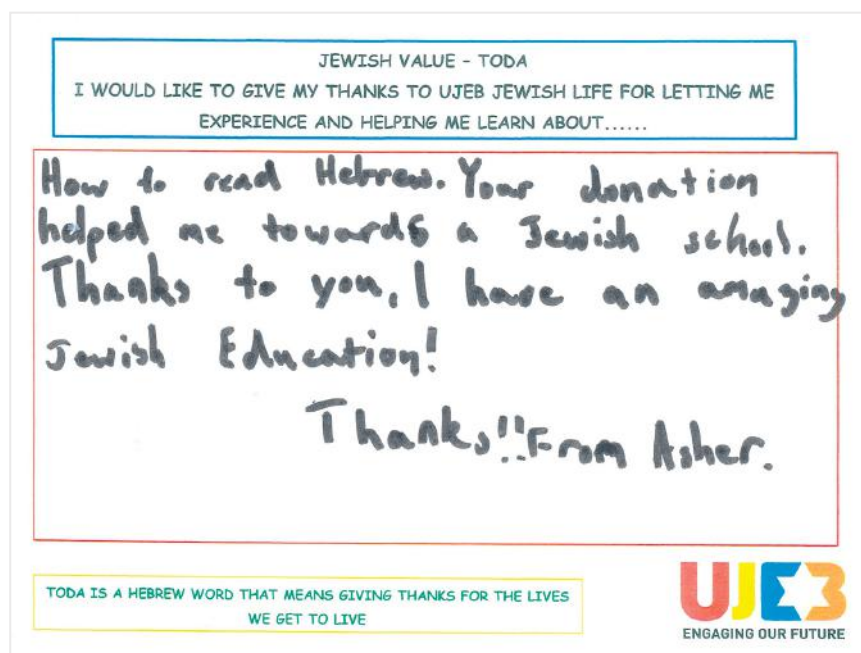 JEWISH VALUE - TODA
I WOULD LIKE TO GIVE MY THANKS TO UJEB JEWISH LIFE FOR LETTING ME
EXPERIENCE AND HELPING ME LEARN ABOUT......
How to read Hebrew. Your donation
helped me towards a Jewish school.
Thanks to you, I have an amazing
Jewish Education!
Thanks!! From Asher.
TODA IS A HEBREW WORD THAT MEANS GIVING THANKS FOR THE LIVES
WE GET TO LIVE
UJEB
ENGAGING OUR FUTURE